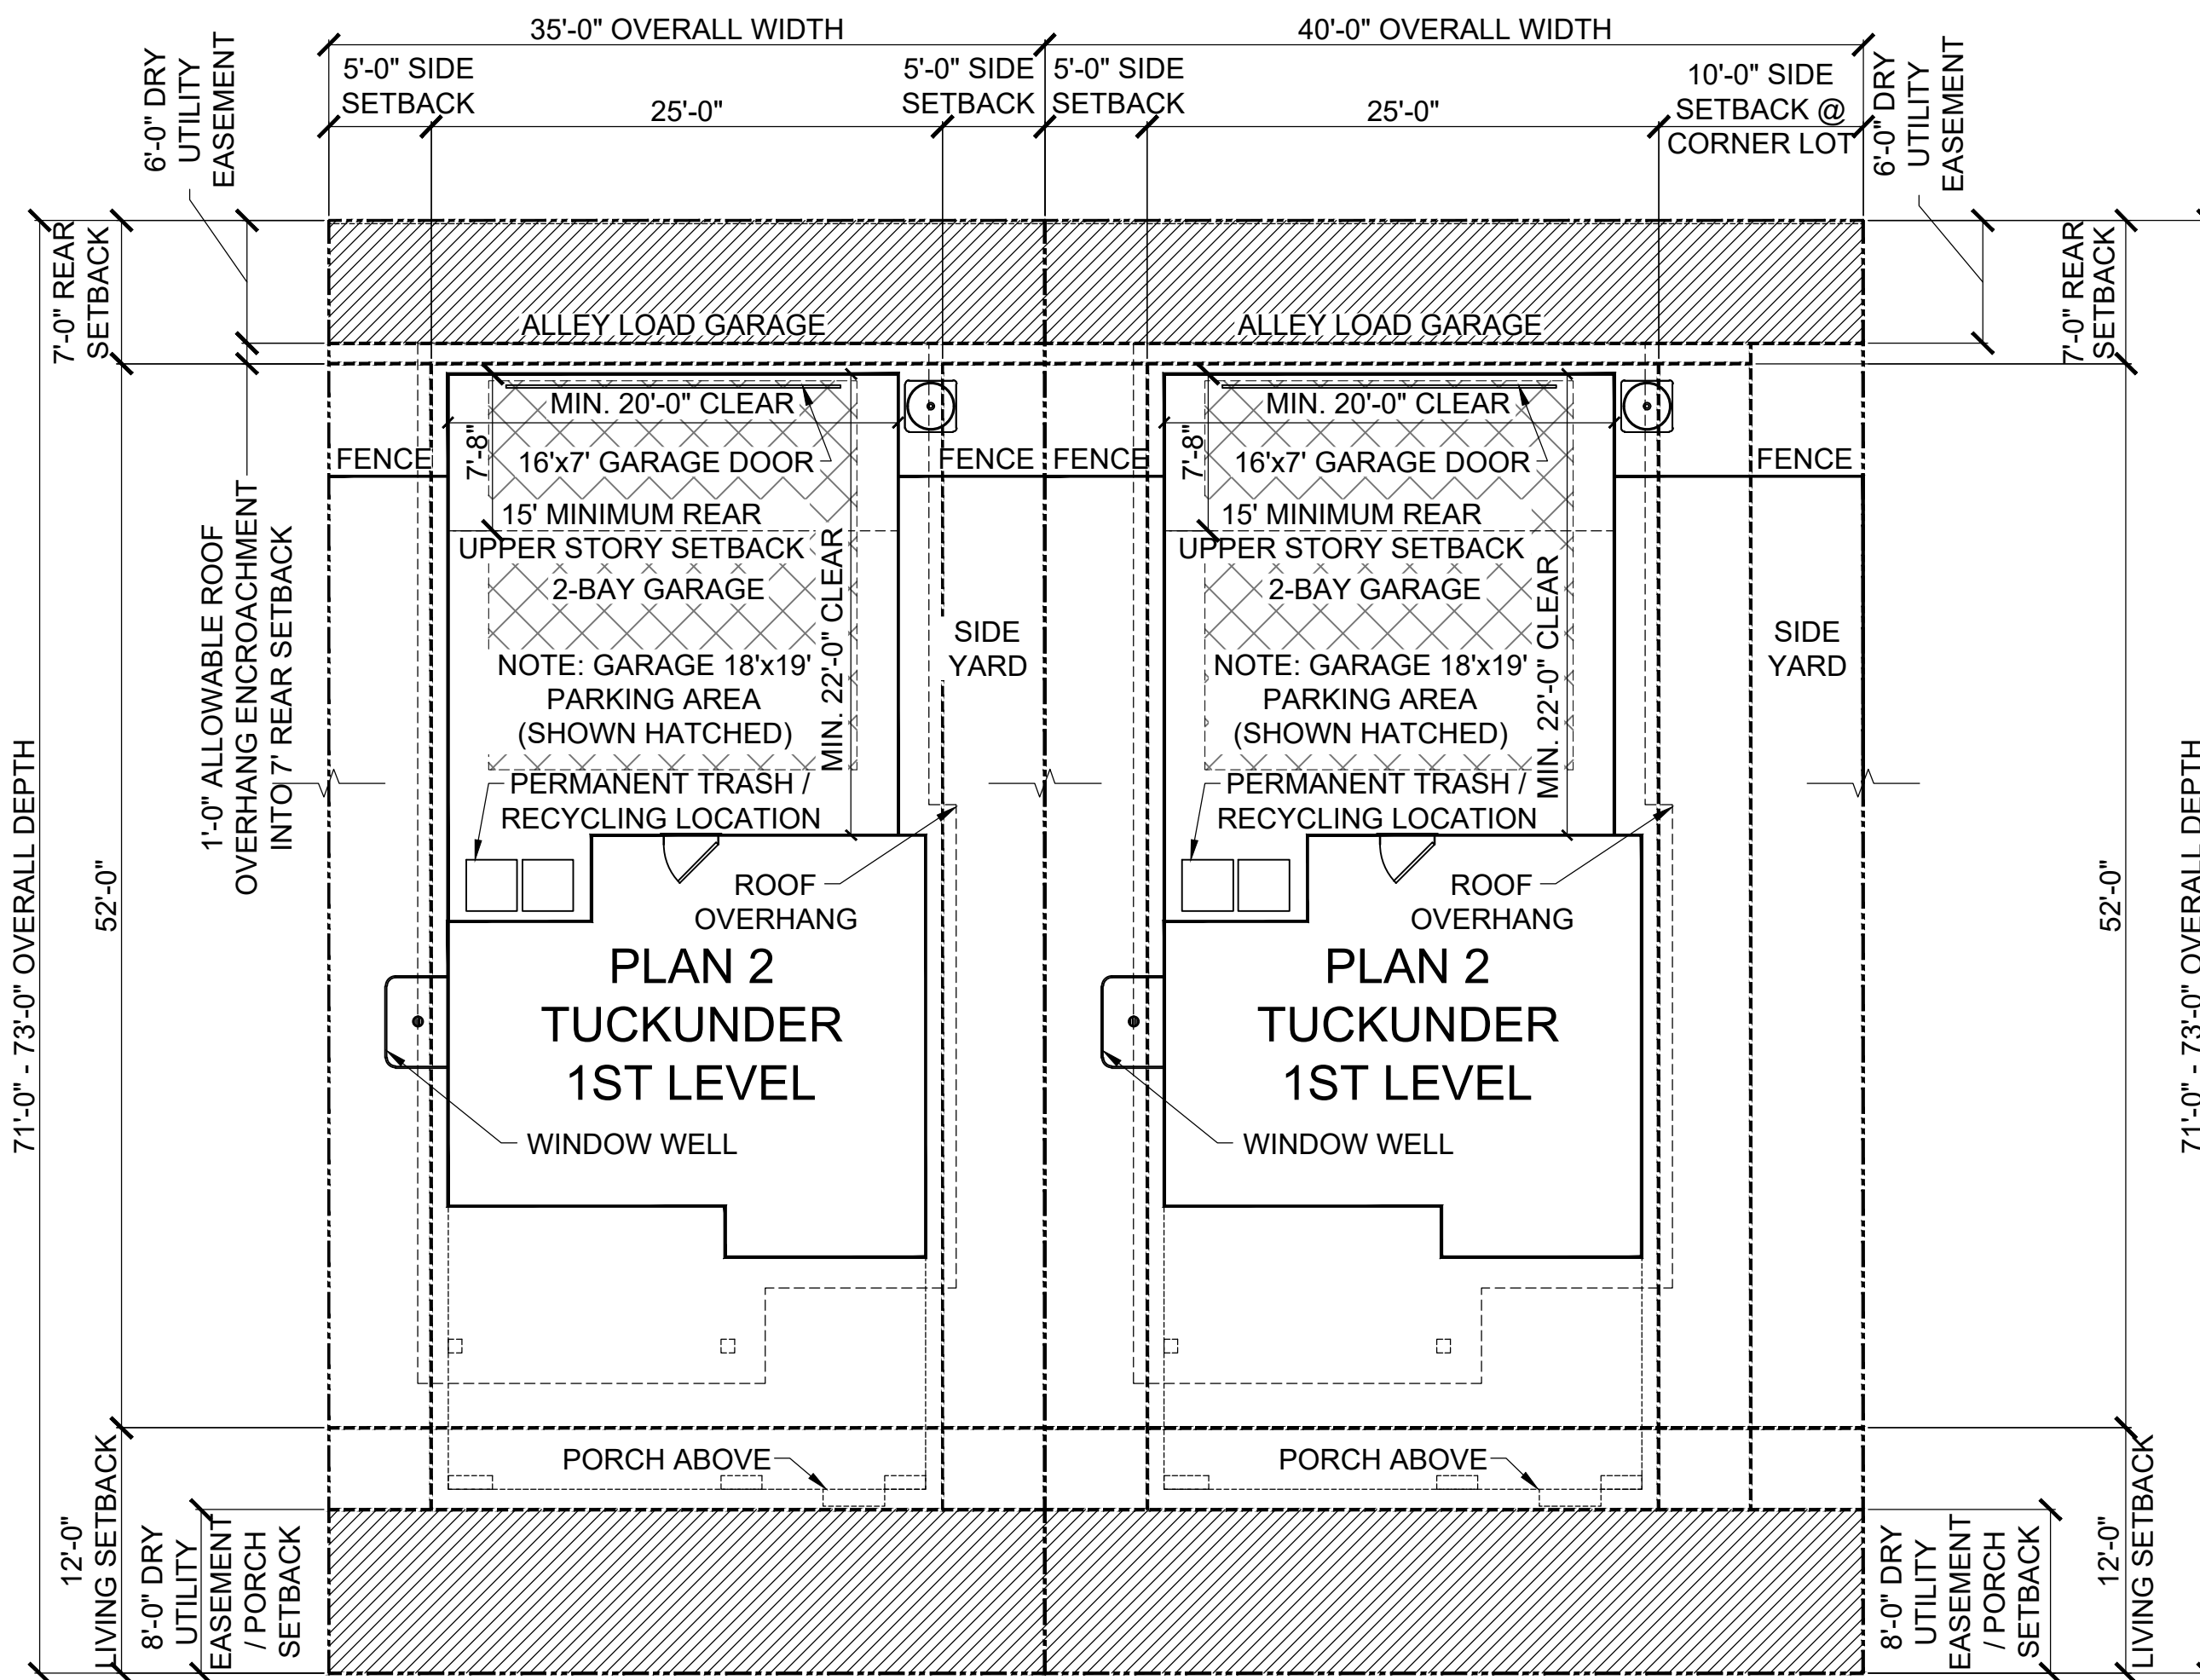 35'-0" OVERALL WIDTH
40'-0" OVERALL WIDTH
6'-0" DRY
UTILITY
EASEMENT
5'-0" SIDE
SETBACK
25'-0"
5'-0" SIDE
SETBACK
5'-0" SIDE
SETBACK
25'-0"
10'-0" SIDE
SETBACK @
CORNER LOT
6'-0" DRY
UTILITY
EASEMENT
7'-0" REAR
SETBACK
7'-0" REAR
SETBACK
ALLEY LOAD GARAGE
ALLEY LOAD GARAGE
MIN. 20'-0" CLEAR
MIN. 20'-0" CLEAR
FENCE
7'-8"
16'x7' GARAGE DOOR
FENCE
FENCE
7'-8"
16'x7' GARAGE DOOR
FENCE
15' MINIMUM REAR
UPPER STORY SETBACK
15' MINIMUM REAR
UPPER STORY SETBACK
2-BAY GARAGE
2-BAY GARAGE
MIN. 22'-0" CLEAR
MIN. 22'-0" CLEAR
SIDE
YARD
SIDE
YARD
NOTE: GARAGE 18'x19'
PARKING AREA
(SHOWN HATCHED)
NOTE: GARAGE 18'x19'
PARKING AREA
(SHOWN HATCHED)
1'-0" ALLOWABLE ROOF
OVERHANG ENCROACHMENT
INTO 7' REAR SETBACK
PERMANENT TRASH /
RECYCLING LOCATION
PERMANENT TRASH /
RECYCLING LOCATION
71'-0" - 73'-0" OVERALL DEPTH
52'-0"
ROOF
OVERHANG
ROOF
OVERHANG
52'-0"
71'-0" - 73'-0" OVERALL DEPTH
PLAN 2
TUCKUNDER
1ST LEVEL
PLAN 2
TUCKUNDER
1ST LEVEL
WINDOW WELL
WINDOW WELL
PORCH ABOVE
PORCH ABOVE
12'-0"
LIVING SETBACK
8'-0" DRY
UTILITY
EASEMENT
/ PORCH
SETBACK
8'-0" DRY
UTILITY
EASEMENT
/ PORCH
SETBACK
12'-0"
LIVING SETBACK